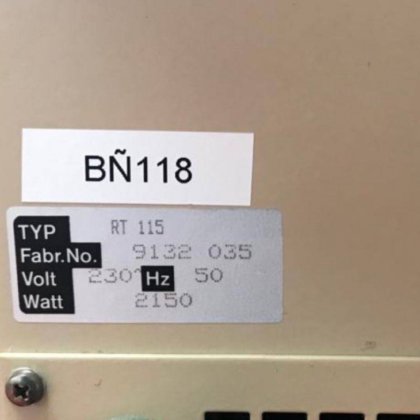 BÑ118
TYP RT 115
Fabr.No. 9132 035
Volt 230~ Hz 50
Watt 2150